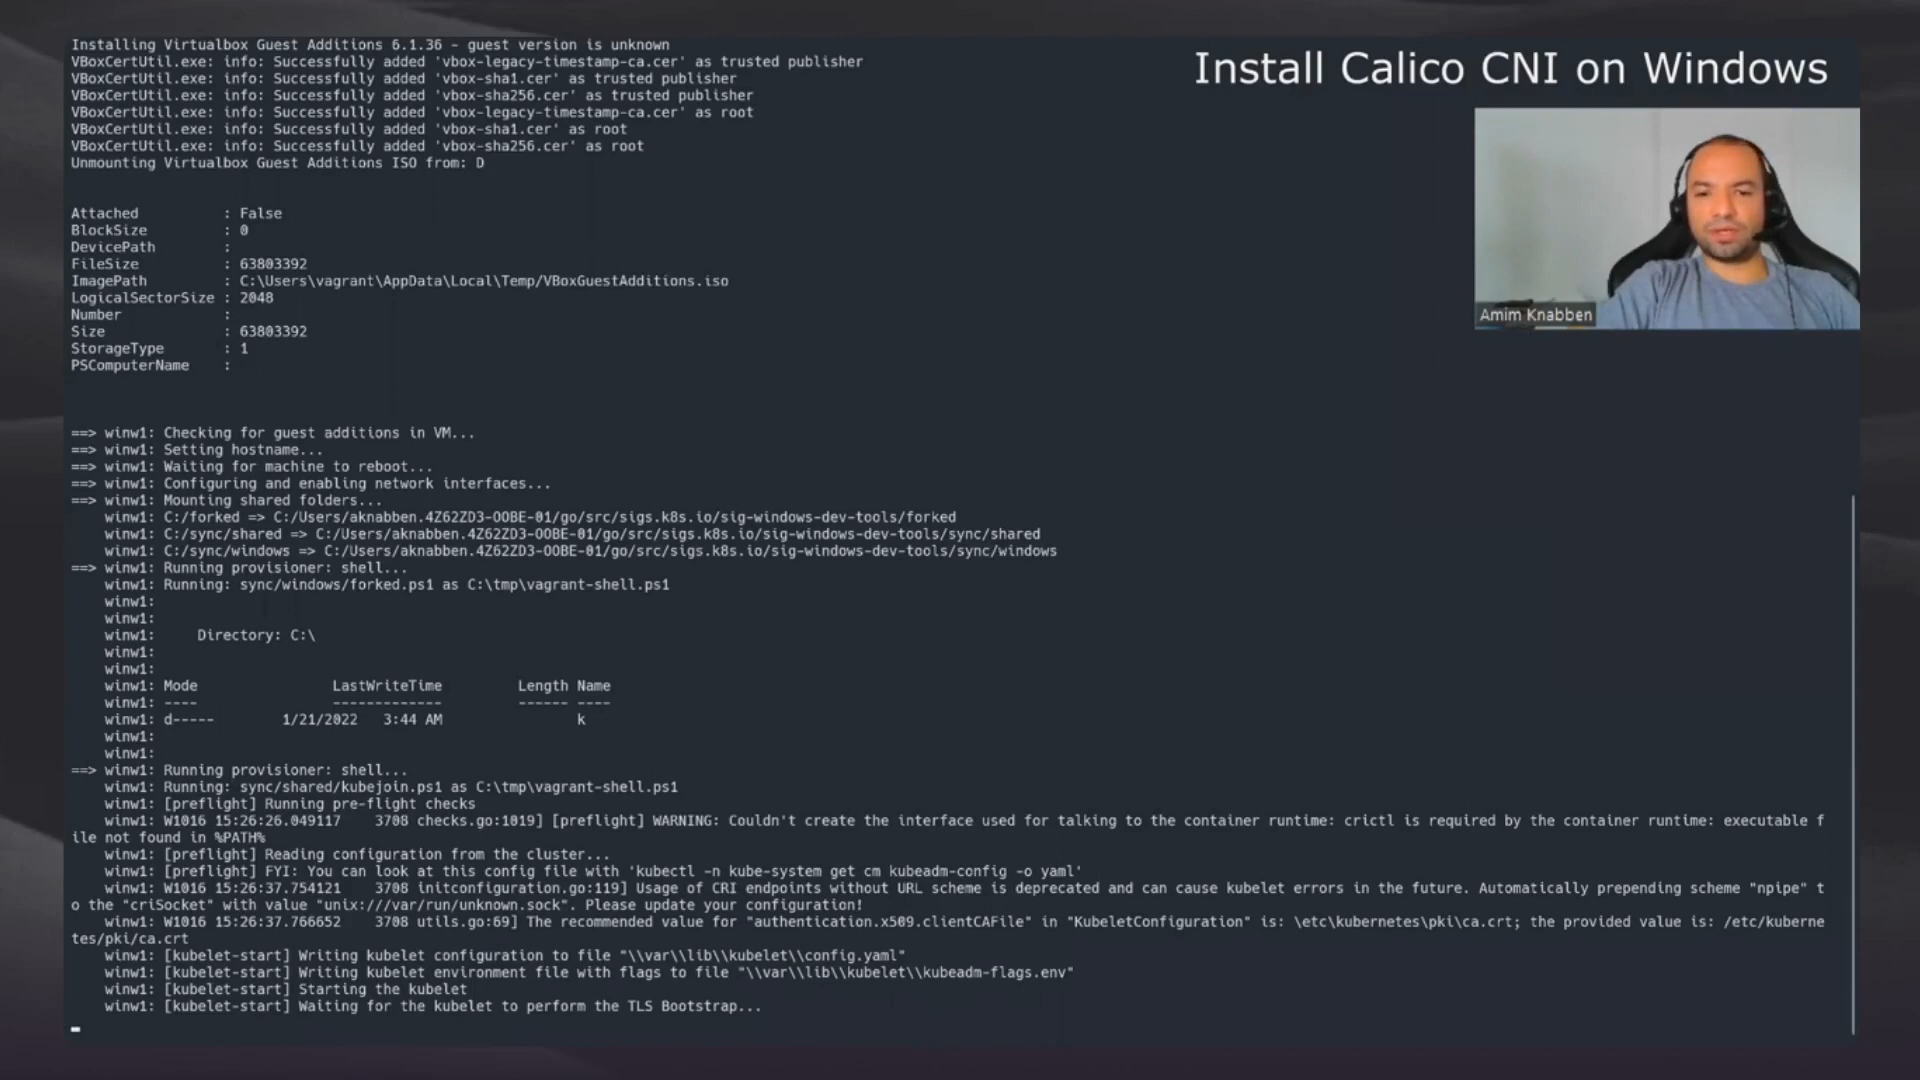 Installing Virtualbox Guest Additions 6.1.36 - guest version is unknown
VBoxCertUtil.exe: info: Successfully added 'vbox-legacy-timestamp-ca.cer' as trusted publisher
VBoxCertUtil.exe: info: Successfully added 'vbox-sha1.cer' as trusted publisher
VBoxCertUtil.exe: info: Successfully added 'vbox-sha256.cer' as trusted publisher
VBoxCertUtil.exe: info: Successfully added 'vbox-legacy-timestamp-ca.cer' as root
VBoxCertUtil.exe: info: Successfully added 'vbox-sha1.cer' as root
VBoxCertUtil.exe: info: Successfully added 'vbox-sha256.cer' as root
Unmounting Virtualbox Guest Additions ISO from: D
Install Calico CNI on Windows
Amim Knabben
Attached : False
BlockSize : 0
DevicePath :
FileSize : 63803392
ImagePath : C:\Users\vagrant\AppData\Local\Temp/VBoxGuestAdditions.iso
LogicalSectorSize : 2048
Number :
Size : 63803392
StorageType : 1
PSComputerName :
==> winw1: Checking for guest additions in VM...
==> winw1: Setting hostname...
==> winw1: Waiting for machine to reboot...
==> winw1: Configuring and enabling network interfaces...
==> winw1: Mounting shared folders...
winw1: C:/forked => C:/Users/aknabben.4Z62ZD3-OOBE-01/go/src/sigs.k8s.io/sig-windows-dev-tools/forked
winw1: C:/sync/shared => C:/Users/aknabben.4Z62ZD3-OOBE-01/go/src/sigs.k8s.io/sig-windows-dev-tools/sync/shared
winw1: C:/sync/windows => C:/Users/aknabben.4Z62ZD3-OOBE-01/go/src/sigs.k8s.io/sig-windows-dev-tools/sync/windows
==> winw1: Running provisioner: shell...
winw1: Running: sync/windows/forked.ps1 as C:\tmp\vagrant-shell.ps1
winw1:
winw1:
winw1: Directory: C:\
winw1:
winw1:
winw1: Mode LastWriteTime Length Name
winw1: ---- ------------- ------ ----
winw1: d----- 1/21/2022 3:44 AM k
winw1:
winw1:
==> winw1: Running provisioner: shell...
winw1: Running: sync/shared/kubejoin.ps1 as C:\tmp\vagrant-shell.ps1
winw1: [preflight] Running pre-flight checks
winw1: W1016 15:26:26.049117 3708 checks.go:1019] [preflight] WARNING: Couldn't create the interface used for talking to the container runtime: crictl is required by the container runtime: executable f
ile not found in %PATH%
winw1: [preflight] Reading configuration from the cluster...
winw1: [preflight] FYI: You can look at this config file with 'kubectl -n kube-system get cm kubeadm-config -o yaml'
winw1: W1016 15:26:37.754121 3708 initconfiguration.go:119] Usage of CRI endpoints without URL scheme is deprecated and can cause kubelet errors in the future. Automatically prepending scheme "npipe" t
o the "criSocket" with value "unix:///var/run/unknown.sock". Please update your configuration!
winw1: W1016 15:26:37.766652 3708 utils.go:69] The recommended value for "authentication.x509.clientCAFile" in "KubeletConfiguration" is: \etc\kubernetes\pki\ca.crt; the provided value is: /etc/kuberne
tes/pki/ca.crt
winw1: [kubelet-start] Writing kubelet configuration to file "\\var\\lib\\kubelet\\config.yaml"
winw1: [kubelet-start] Writing kubelet environment file with flags to file "\\var\\lib\\kubelet\\kubeadm-flags.env"
winw1: [kubelet-start] Starting the kubelet
winw1: [kubelet-start] Waiting for the kubelet to perform the TLS Bootstrap...